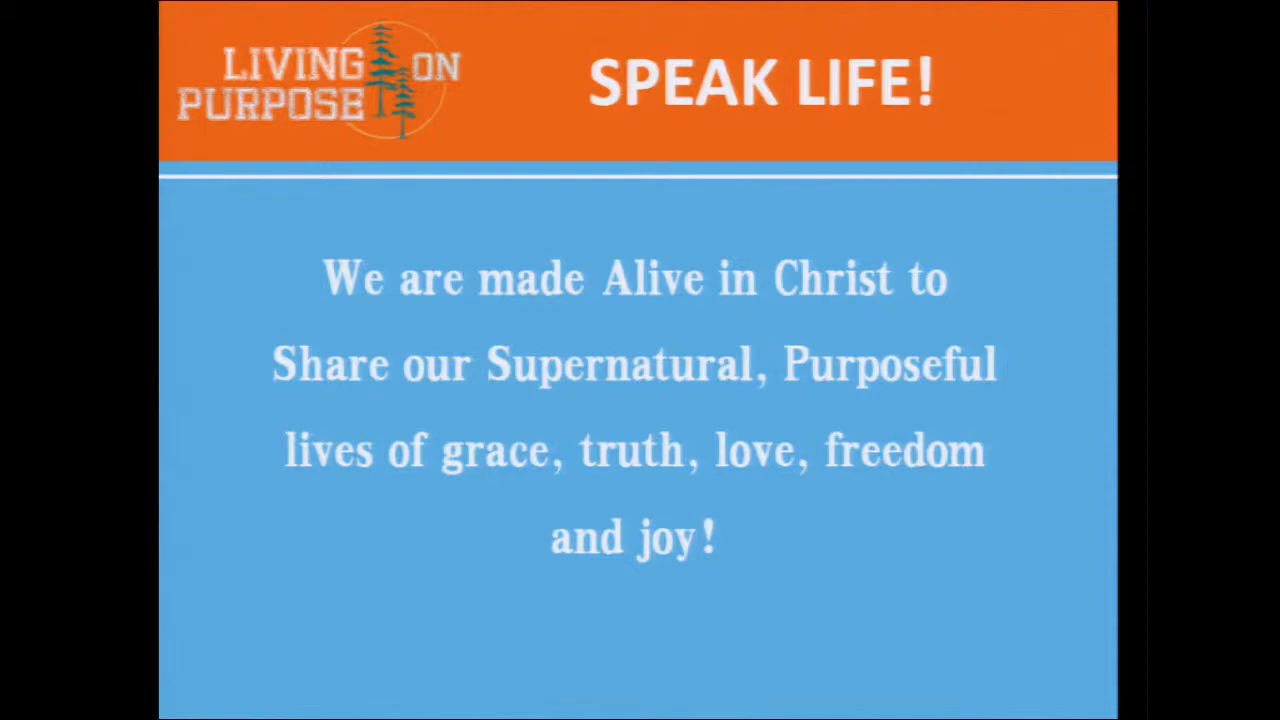 LIVING ON
PURPOSE
SPEAK LIFE!
We are made Alive in Christ to
Share our Supernatural, Purposeful
lives of grace, truth, love, freedom
and joy!